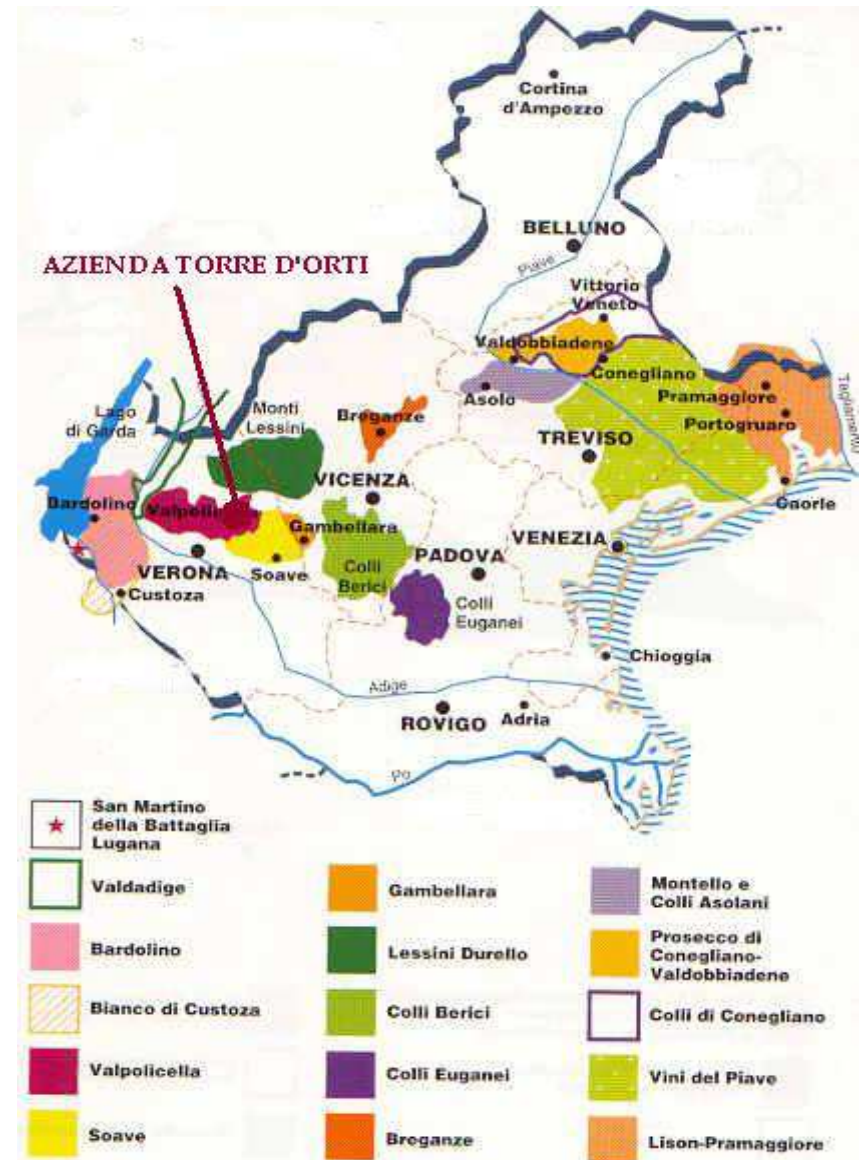 Cortina
d'Ampezzo
BELLUNO
AZIENDA TORRE D'ORTI
Piave
Vittorio
Veneto
Valdobbiadene
Conegliano
Asolo
Pramaggiore
Portogruaro
Tagliamento
Lago
di Garda
Monti
Lessini
Breganze
TREVISO
VICENZA
Caorle
Bardolino
Gambellara
VENEZIA
PADOVA
VERONA
Soave
Colli
Berici
Custoza
Colli
Euganei
Chioggia
Adige
ROVIGO
Adria
Po
San Martino
della Battaglia
Lugana
Valdadige
Bardolino
Bianco di Custoza
Valpolicella
Soave
Gambellara
Lessini Durello
Colli Berici
Colli Euganei
Breganze
Montello e
Colli Asolani
Prosecco di
Conegliano-
Valdobbiadene
Colli di Conegliano
Vini del Piave
Lison-Pramaggiore